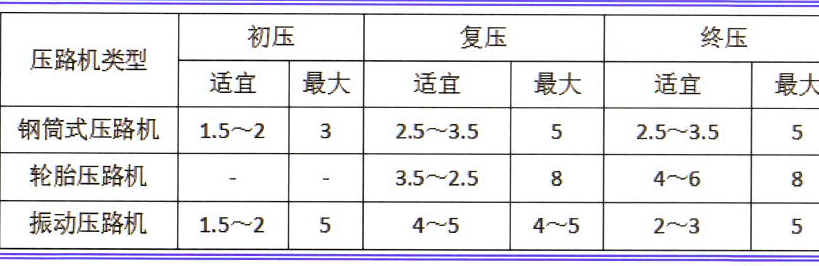 压路机类型 初压 复压 终压
适宜 最大 适宜 最大 适宜 最大
钢筒式压路机 1.5～2 3 2.5～3.5 5 2.5～3.5 5
轮胎压路机 - - 3.5～2.5 8 4～6 8
振动压路机 1.5～2 5 4～5 4～5 2～3 5